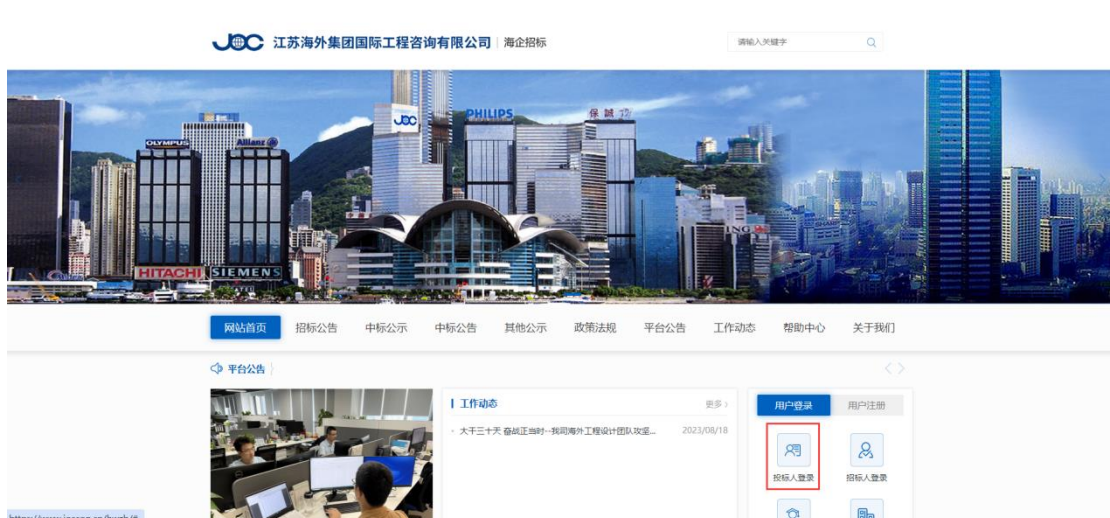 JOC 江苏海外集团国际工程咨询有限公司 海企招标
请输入关键字
OLYMPUS
Allianz
JOC
PHILIPS
保誠
ING
HITACHI
SIEMENS
网站首页 招标公告 中标公示 中标公告 其他公示 政策法规 平台公告 工作动态 帮助中心 关于我们
平台公告
工作动态 更多 >
大干三十天 奋战正当时--我司海外工程设计团队攻坚... 2023/08/18
用户登录 用户注册
投标人登录 招标人登录